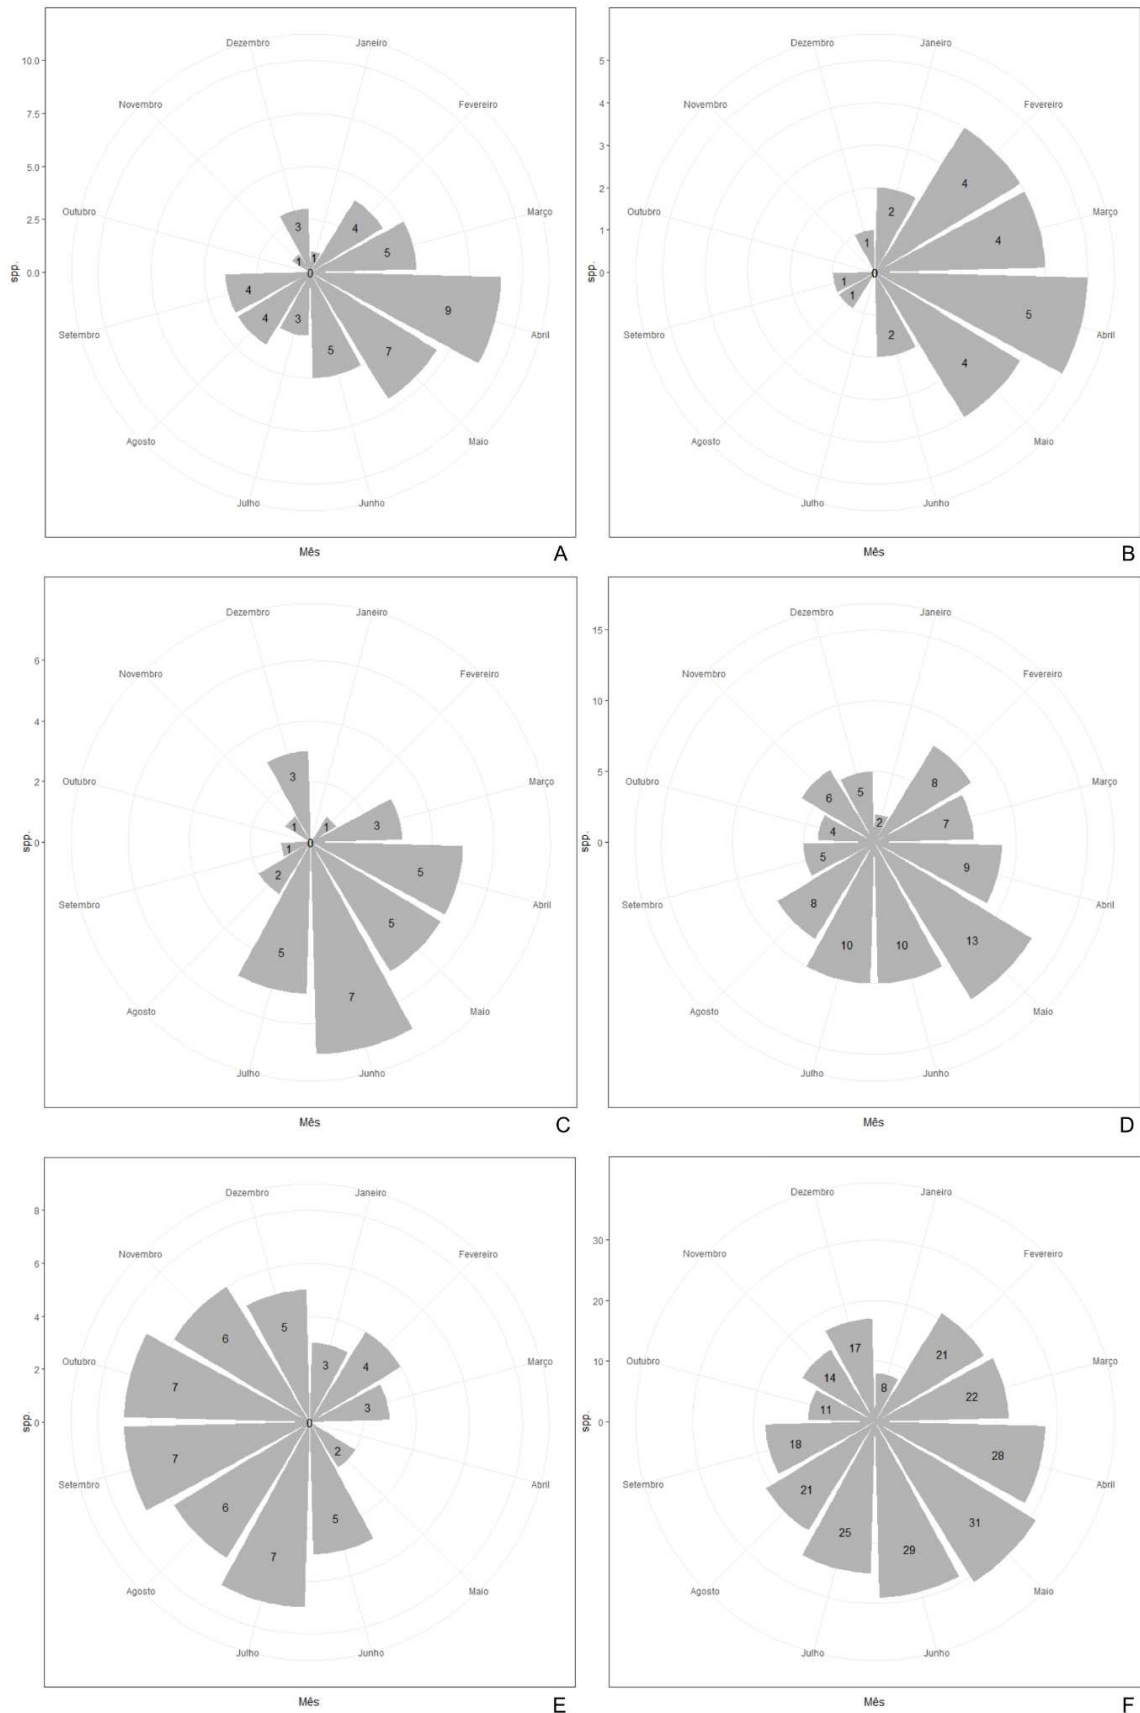 Dezembro Janeiro
10.0
Novembro Fevereiro
7.5
5.0
Outubro Março
2.5
3 4
1 1 5
0.0 0
spp.
4 9
Setembro 4 3 Abril
5 7
Agosto Maio
Julho Junho
Mês
A
Dezembro Janeiro
5
Novembro Fevereiro
4
3
4
Outubro Março
2 2
1 1 4
0 0
spp.
1 5
1
Setembro Abril
2 4
Agosto Maio
Julho Junho
Mês
B
Dezembro Janeiro
6
Novembro Fevereiro
4
Outubro Março
2 3
1 1 3
0 0
spp.
1
2 5
Setembro Abril
5 5
7
Agosto Maio
Julho Junho
Mês
C
Dezembro Janeiro
15
Novembro Fevereiro
10
Outubro 8 Março
5 6 5
4 2 7
0
spp.
5 9
Setembro 8 Abril
10 10 13
Agosto Maio
Julho Junho
Mês
D
Dezembro Janeiro
8
Novembro Fevereiro
6
4
6 5
Outubro 3 4 Março
2 7 3
0 0
spp.
7 2
Setembro Abril
6 5
7
Agosto Maio
Julho Junho
Mês
E
Dezembro Janeiro
30
Novembro Fevereiro
20
17 21
Outubro Março
10 14 8 22
11
0
spp.
18 28
Setembro 21 Abril
25 29 31
Agosto Maio
Julho Junho
Mês
F